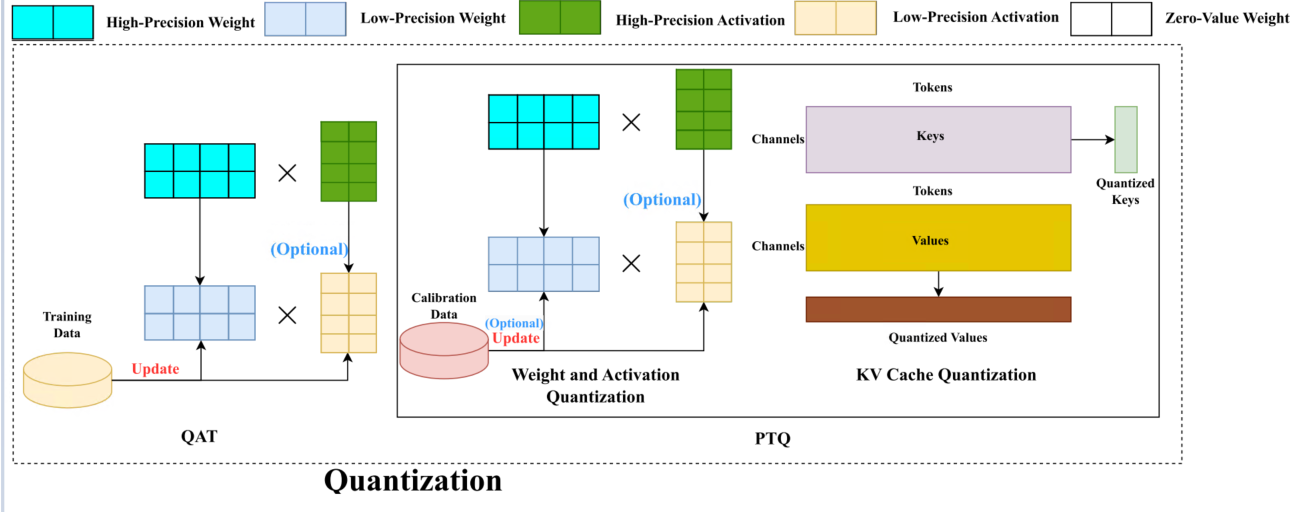 High-Precision Weight
Low-Precision Weight
High-Precision Activation
Low-Precision Activation
Zero-Value Weight
(Optional)
Training
Data
Update
QAT
(Optional)
Calibration
Data
(Optional)
Update
Weight and Activation
Quantization
Tokens
Channels
Keys
Quantized
Keys
Tokens
Channels
Values
Quantized Values
KV Cache Quantization
PTQ
Quantization